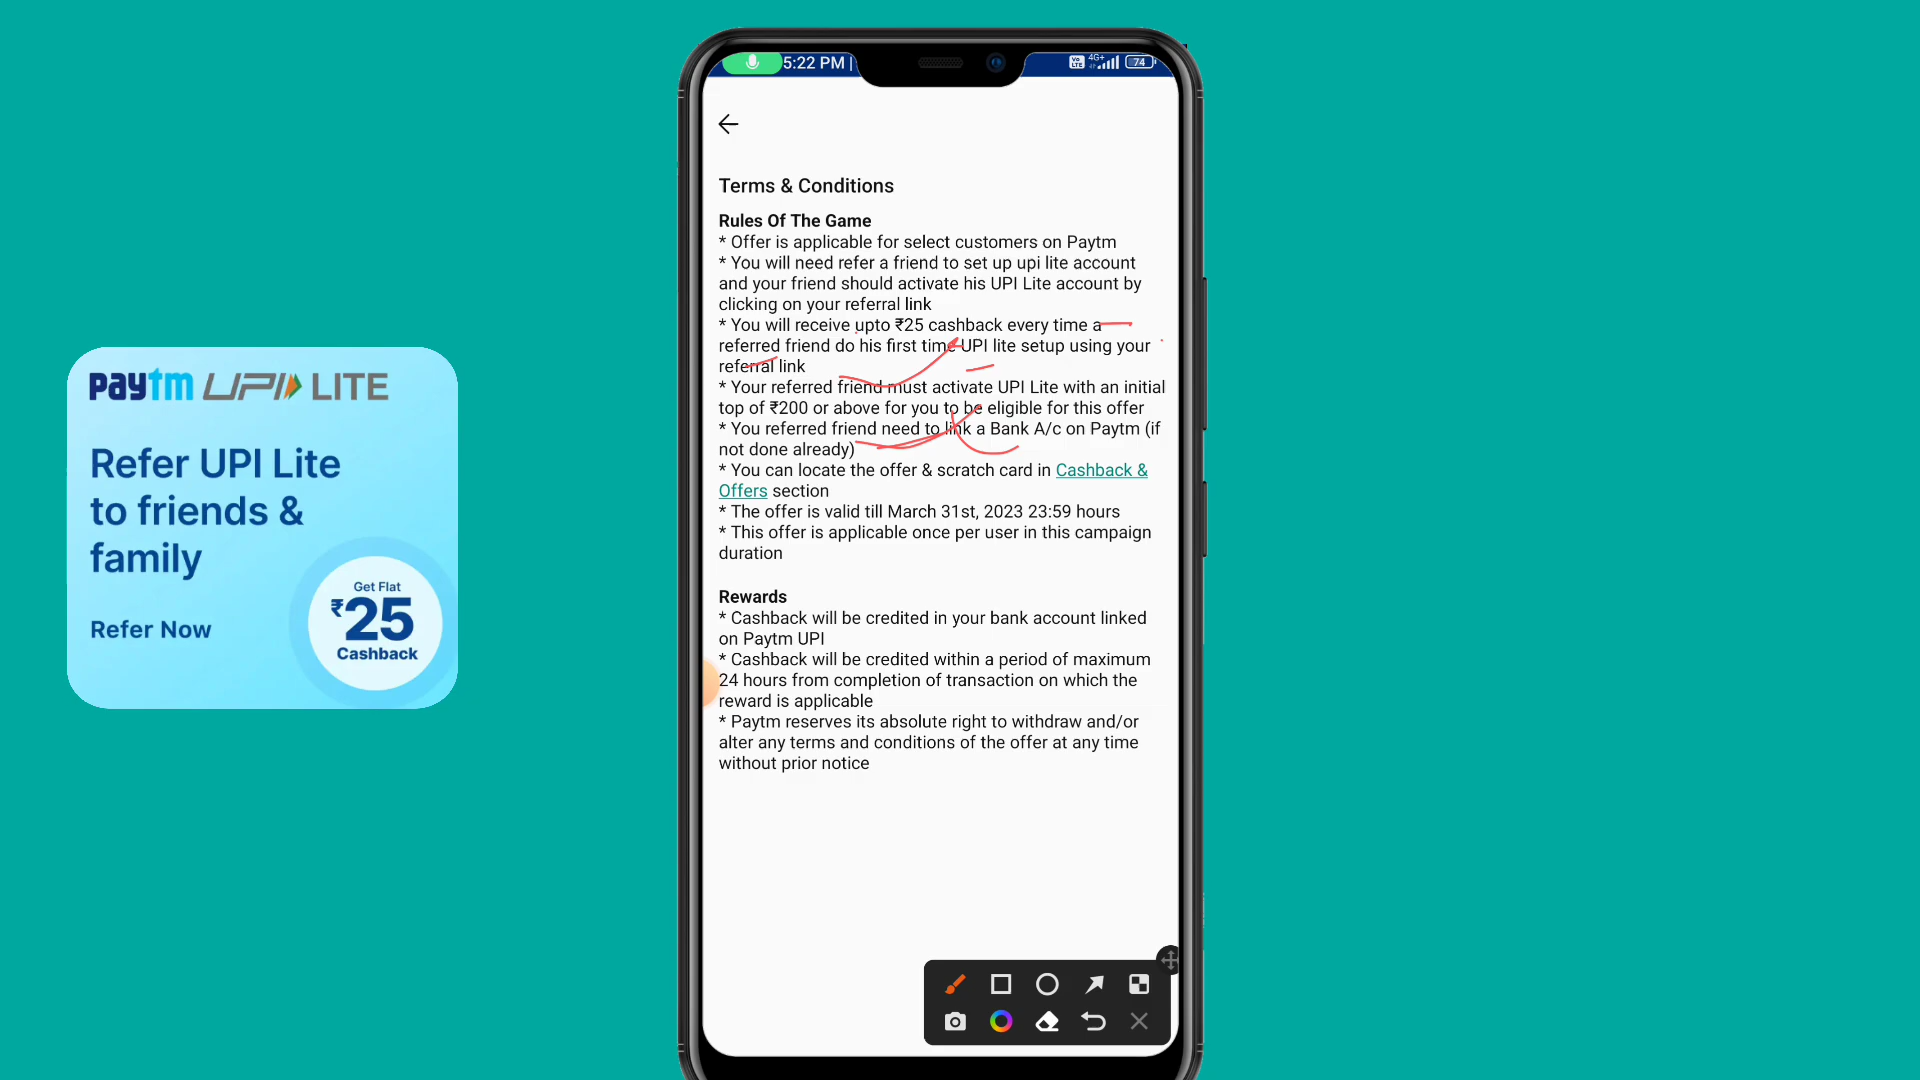 paytm UPI LITE
Refer UPI Lite
to friends &
family
Get Flat
₹25
Cashback
Refer Now
5:22 PM |
Vo LTE 4G+ 74
Terms & Conditions
Rules Of The Game
* Offer is applicable for select customers on Paytm
* You will need refer a friend to set up upi lite account
and your friend should activate his UPI Lite account by
clicking on your referral link
* You will receive upto ₹25 cashback every time a
referred friend do his first time UPI lite setup using your
referral link
* Your referred friend must activate UPI Lite with an initial
top of ₹200 or above for you to be eligible for this offer
* You referred friend need to link a Bank A/c on Paytm (if
not done already)
* You can locate the offer & scratch card in Cashback &
Offers section
* The offer is valid till March 31st, 2023 23:59 hours
* This offer is applicable once per user in this campaign
duration
Rewards
* Cashback will be credited in your bank account linked
on Paytm UPI
* Cashback will be credited within a period of maximum
24 hours from completion of transaction on which the
reward is applicable
* Paytm reserves its absolute right to withdraw and/or
alter any terms and conditions of the offer at any time
without prior notice